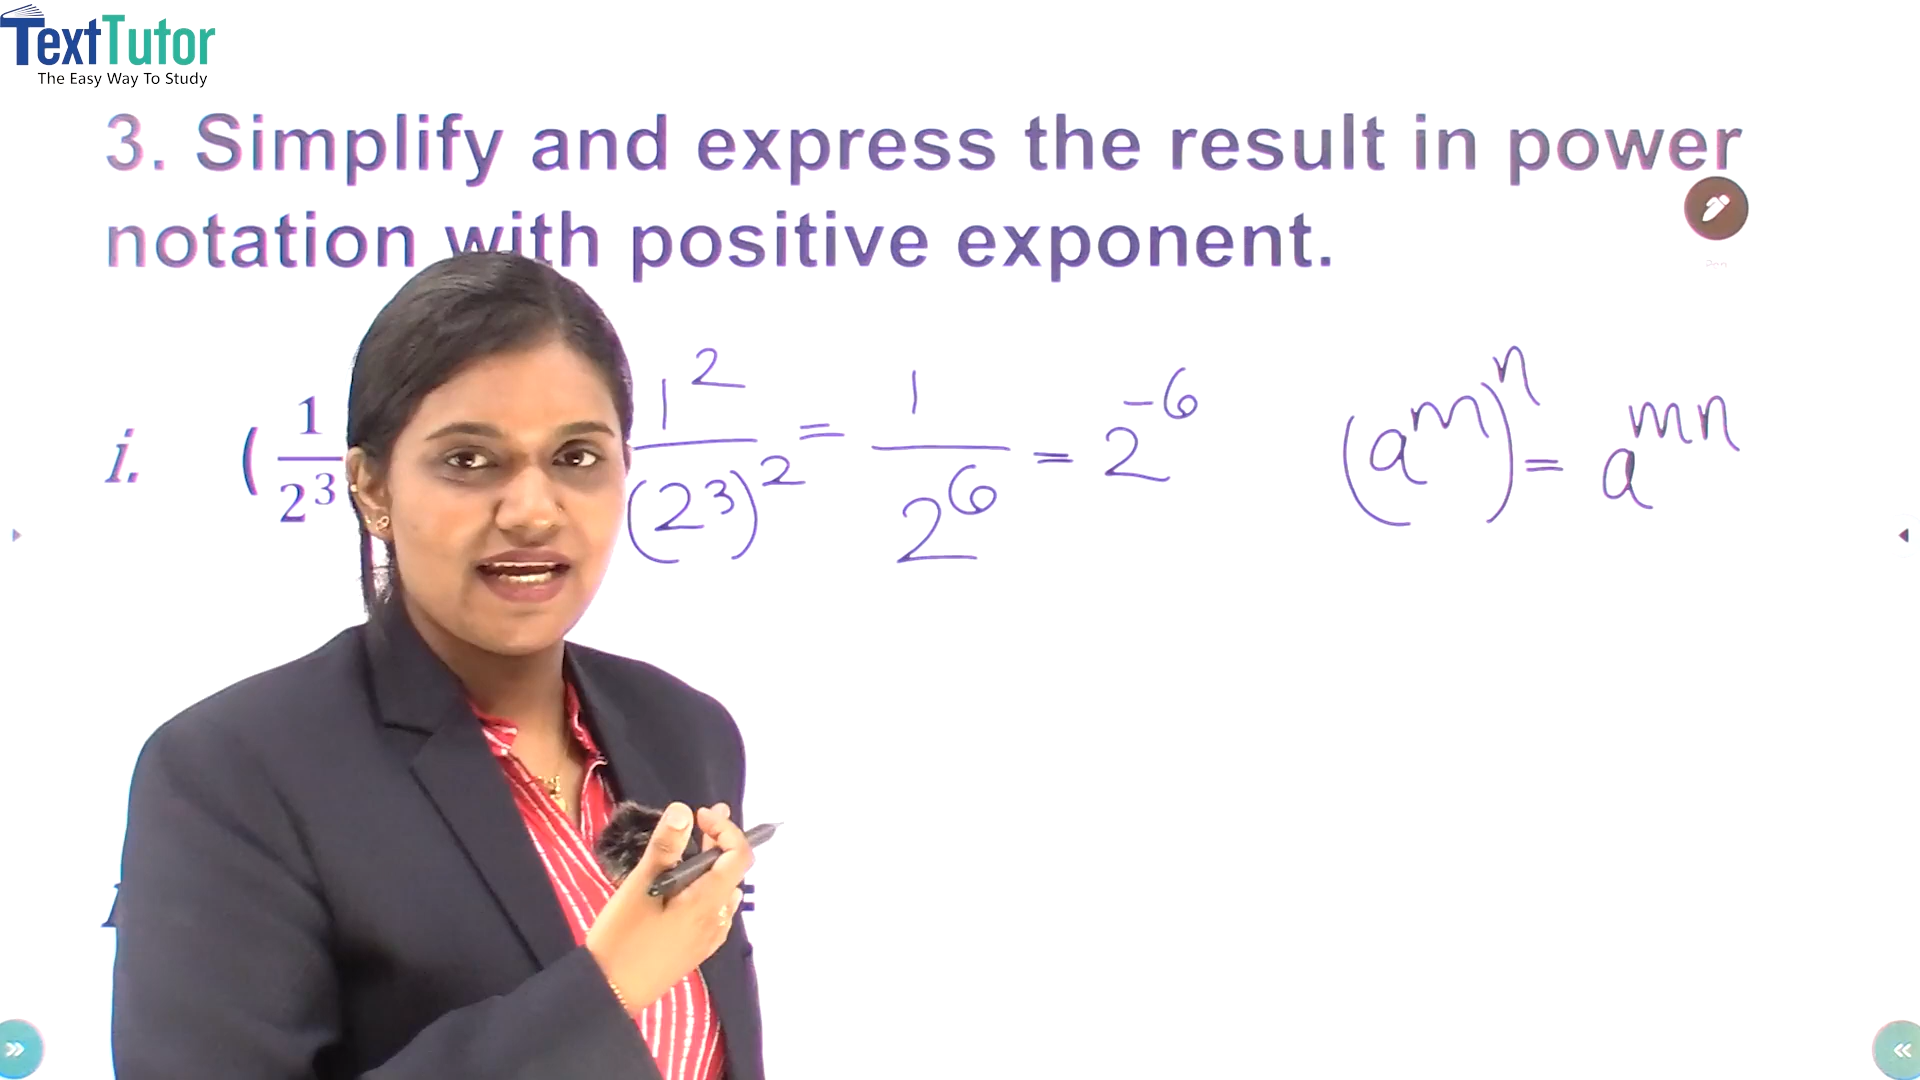 TextTutor
The Easy Way To Study
3. Simplify and express the result in power
notation with positive exponent.
i. (1/2³ 1²/(2³)² = 1/2⁶ = 2⁻⁶ (aᵐ)ⁿ = aᵐⁿ